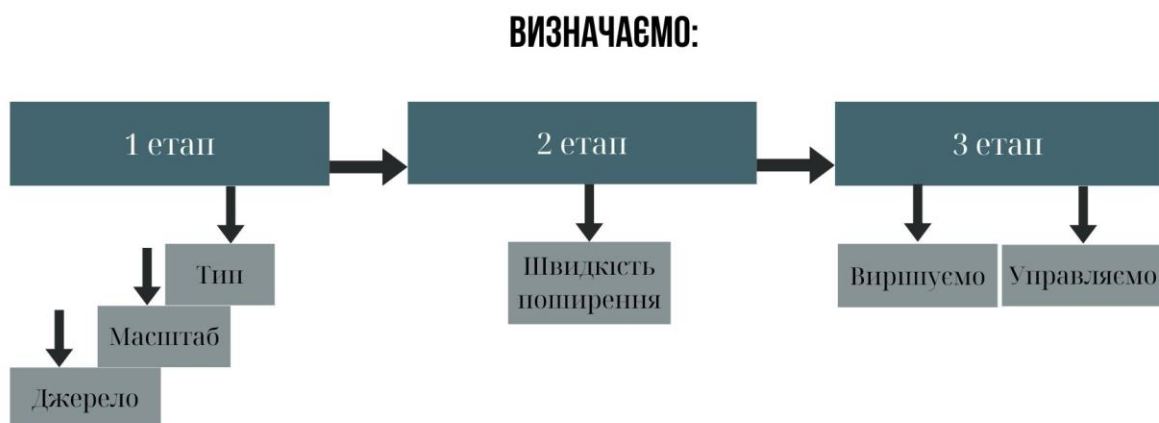 ВИЗНАЧАЄМО:
1 етап
2 етап
3 етап
Тип
Масштаб
Джерело
Швидкість
поширення
Вирішуємо
Управляємо